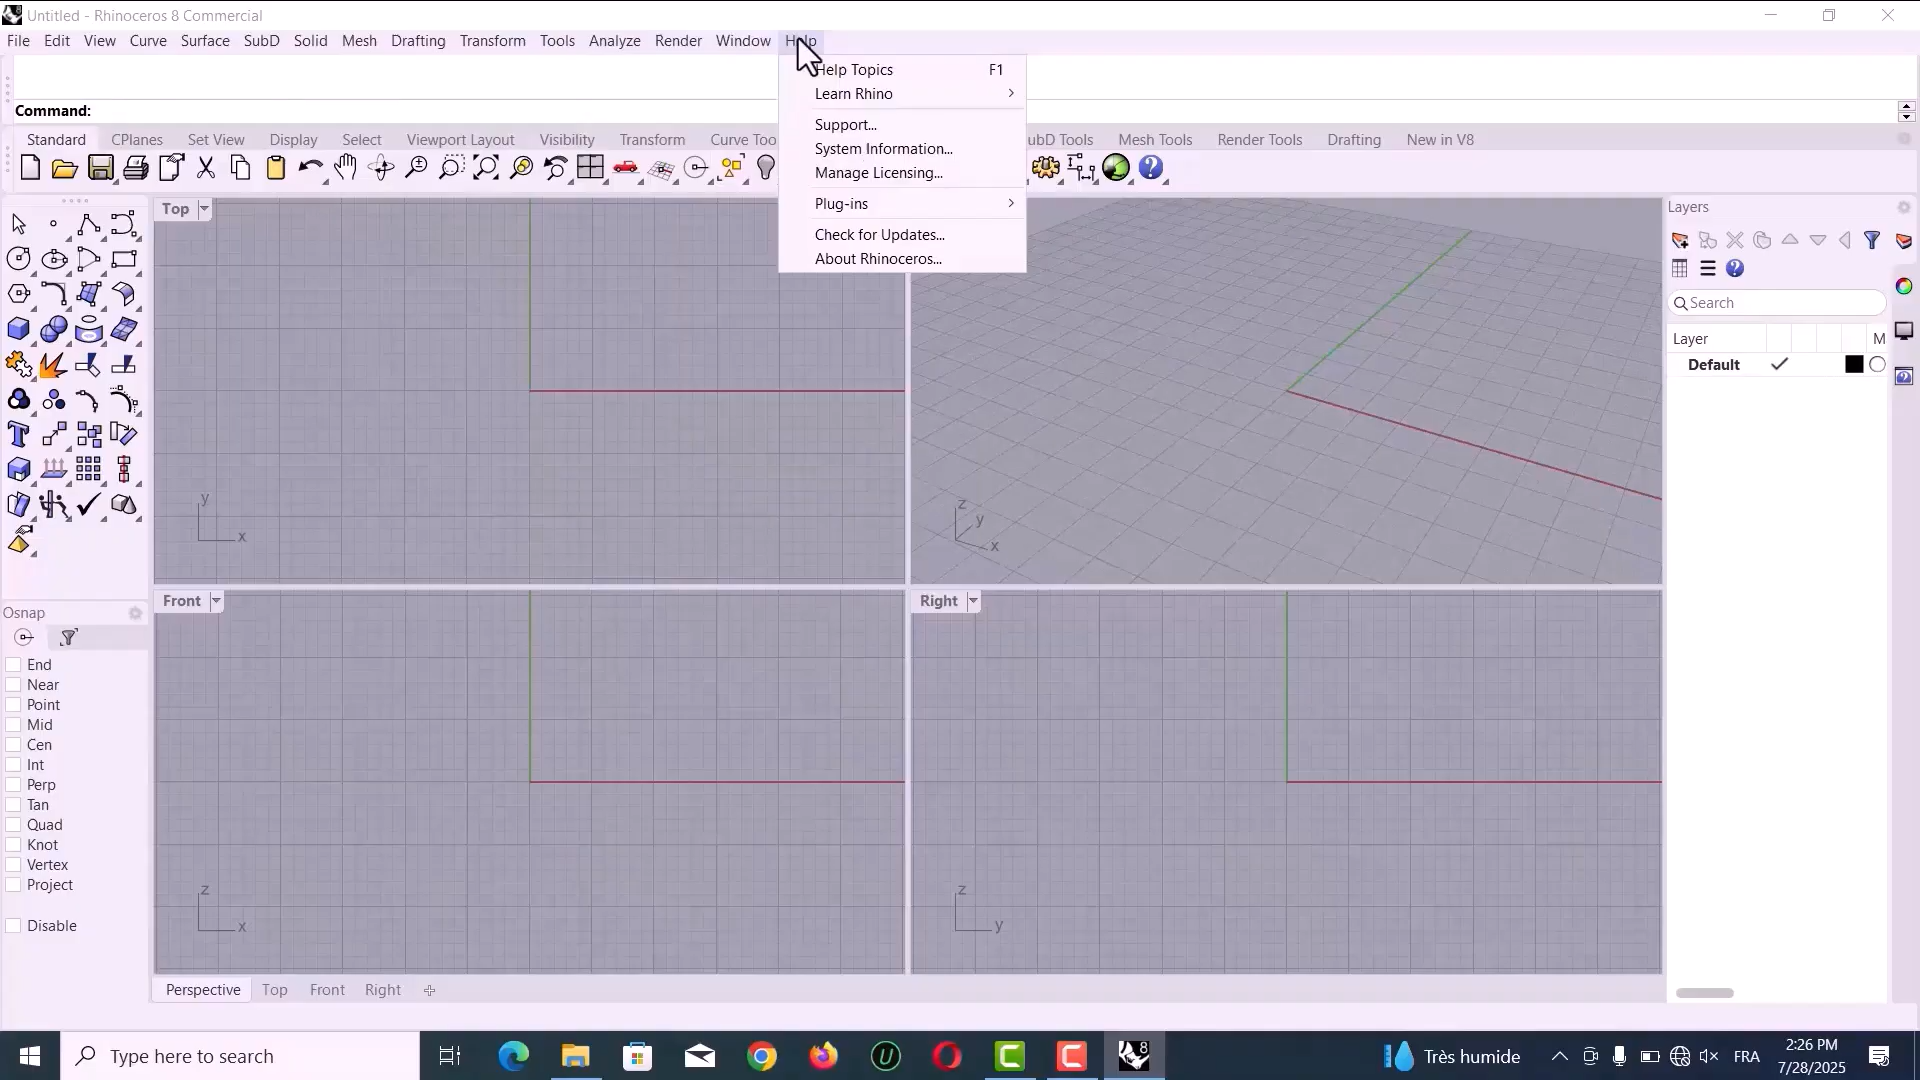 Untitled - Rhinoceros 8 Commercial
File Edit View Curve Surface SubD Solid Mesh Drafting Transform Tools Analyze Render Window Help
Help Topics F1
Learn Rhino
Support...
System Information...
Manage Licensing...
Plug-ins
Check for Updates...
About Rhinoceros...
Command:
Standard CPlanes Set View Display Select Viewport Layout Visibility Transform Curve Too ubD Tools Mesh Tools Render Tools Drafting New in V8
Top
y
x
z
y
x
Front
z
x
Right
z
y
Layers
Search
Layer M
Default
Osnap
End
Near
Point
Mid
Cen
Int
Perp
Tan
Quad
Knot
Vertex
Project
Disable
Perspective Top Front Right
Type here to search
Très humide
FRA
2:26 PM
7/28/2025